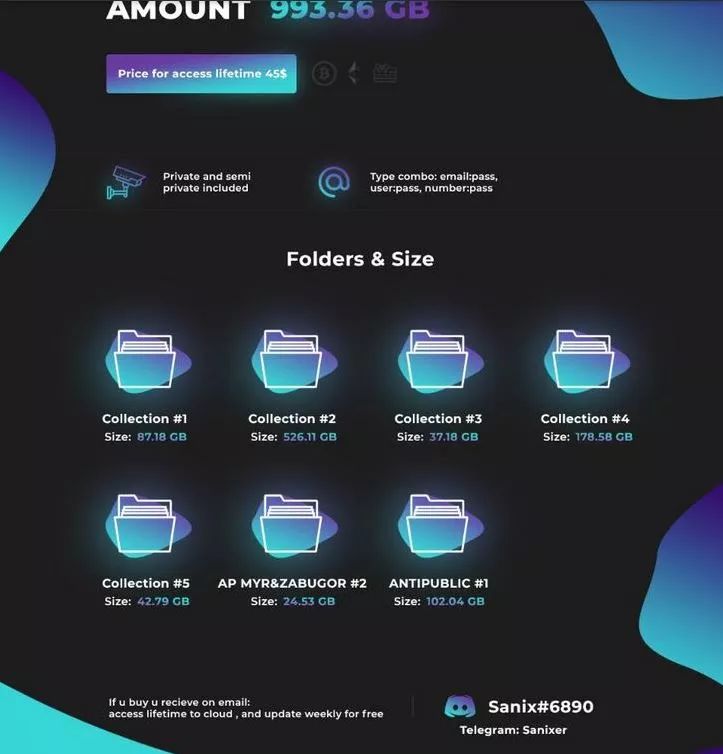 AMOUNT 993.36 GB
Price for access lifetime 45$
Private and semi
private included
Type combo: email:pass,
user:pass, number:pass
Folders & Size
Collection #1
Size: 87.18 GB
Collection #2
Size: 526.11 GB
Collection #3
Size: 37.18 GB
Collection #4
Size: 178.58 GB
Collection #5
Size: 42.79 GB
AP MYR&ZABUGOR #2
Size: 24.53 GB
ANTIPUBLIC #1
Size: 102.04 GB
If u buy u recieve on email:
access lifetime to cloud , and update weekly for free
Sanix#6890
Telegram: Sanixer